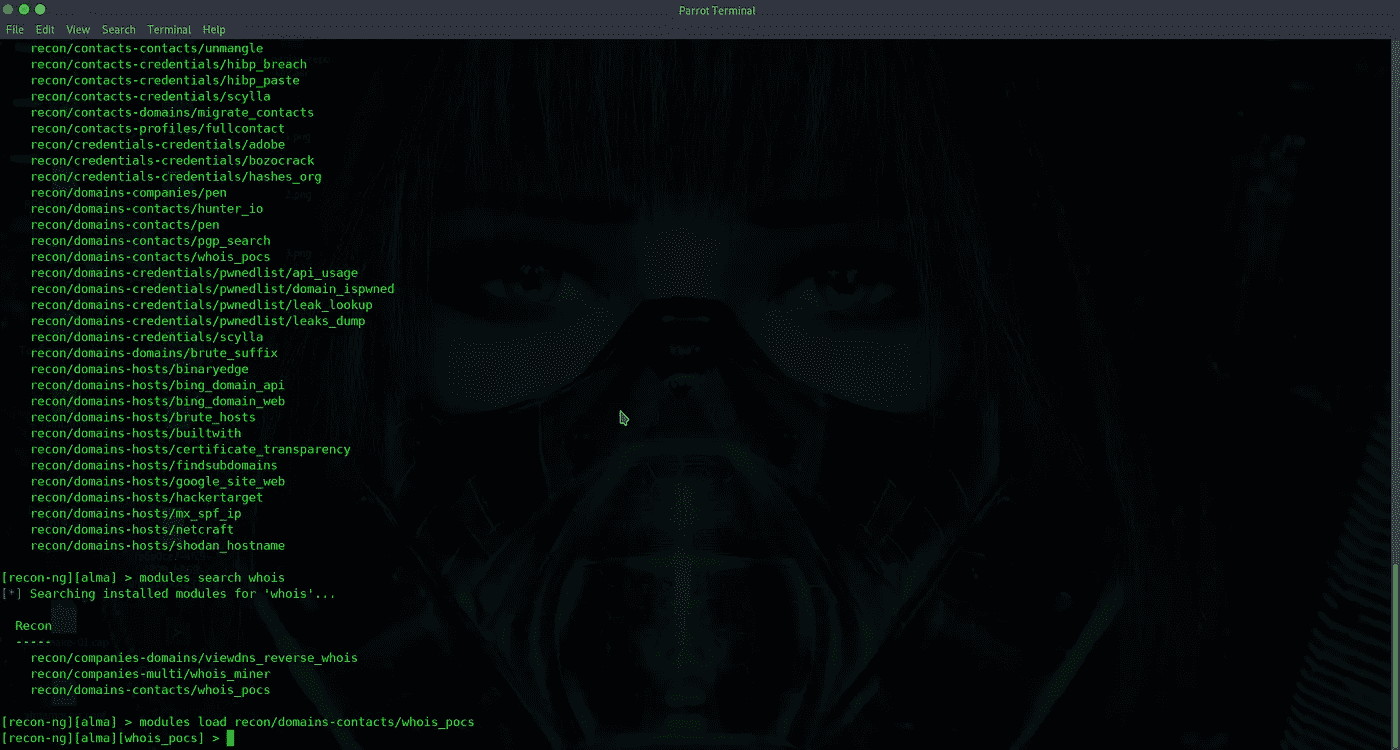 Parrot Terminal
File Edit View Search Terminal Help
recon/contacts-contacts/unmangle
recon/contacts-credentials/hibp_breach
recon/contacts-credentials/hibp_paste
recon/contacts-credentials/scylla
recon/contacts-domains/migrate_contacts
recon/contacts-profiles/fullcontact
recon/credentials-credentials/adobe
recon/credentials-credentials/bozocrack
recon/credentials-credentials/hashes_org
recon/domains-companies/pen
recon/domains-contacts/hunter_io
recon/domains-contacts/pen
recon/domains-contacts/pgp_search
recon/domains-contacts/whois_pocs
recon/domains-credentials/pwnedlist/api_usage
recon/domains-credentials/pwnedlist/domain_ispwned
recon/domains-credentials/pwnedlist/leak_lookup
recon/domains-credentials/pwnedlist/leaks_dump
recon/domains-credentials/scylla
recon/domains-domains/brute_suffix
recon/domains-hosts/binaryedge
recon/domains-hosts/bing_domain_api
recon/domains-hosts/bing_domain_web
recon/domains-hosts/brute_hosts
recon/domains-hosts/builtwith
recon/domains-hosts/certificate_transparency
recon/domains-hosts/findsubdomains
recon/domains-hosts/google_site_web
recon/domains-hosts/hackertarget
recon/domains-hosts/mx_spf_ip
recon/domains-hosts/netcraft
recon/domains-hosts/shodan_hostname
[recon-ng][alma] > modules search whois
[*] Searching installed modules for 'whois'...
Recon
-----
recon/companies-domains/viewdns_reverse_whois
recon/companies-multi/whois_miner
recon/domains-contacts/whois_pocs
[recon-ng][alma] > modules load recon/domains-contacts/whois_pocs
[recon-ng][alma][whois_pocs] >